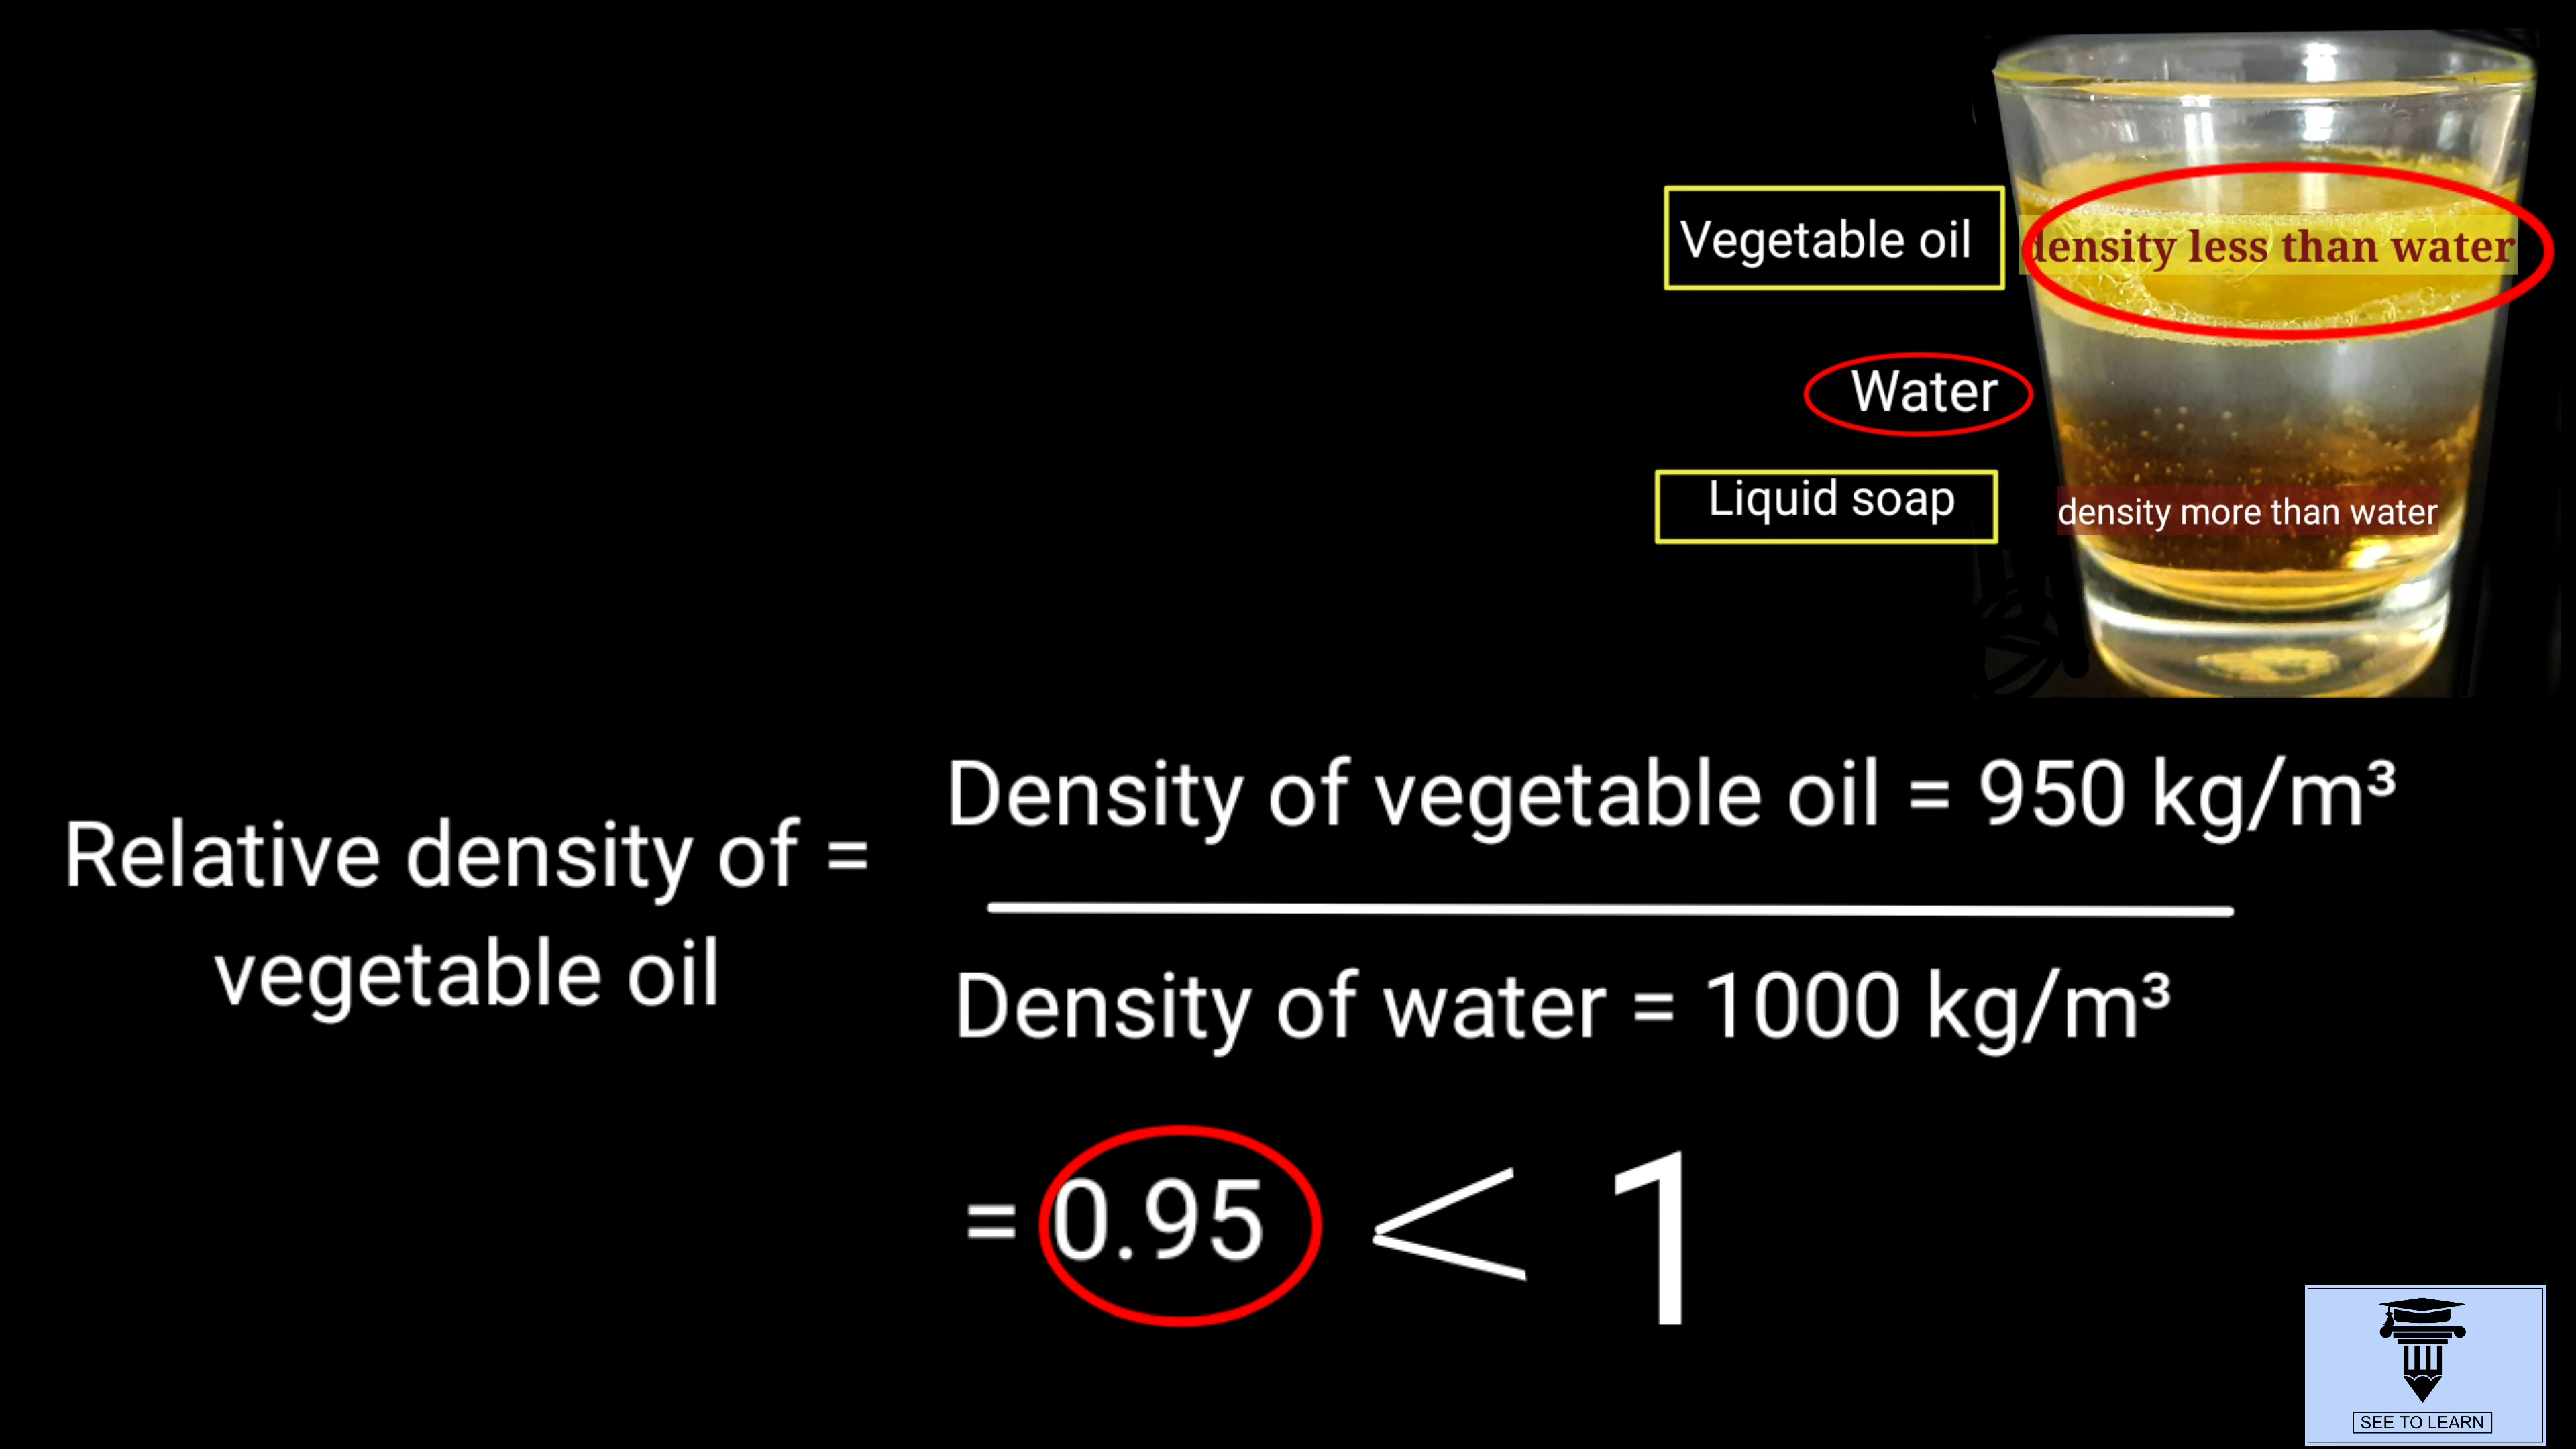 Vegetable oil
density less than water
Water
Liquid soap
density more than water
Relative density of =
vegetable oil
Density of vegetable oil = 950 kg/m³
Density of water = 1000 kg/m³
= 0.95 < 1
SEE TO LEARN